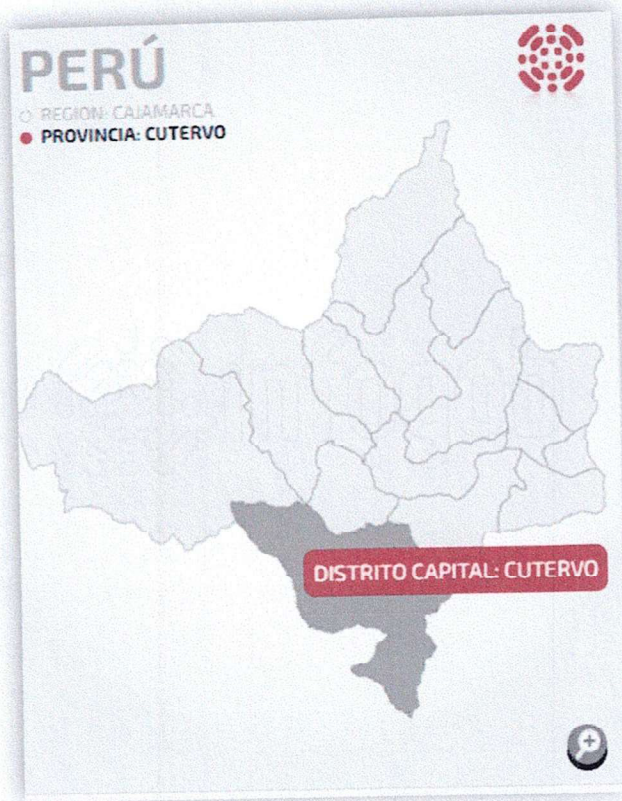 PERÚ
REGION: CAJAMARCA
PROVINCIA: CUTERVO
DISTRITO CAPITAL: CUTERVO